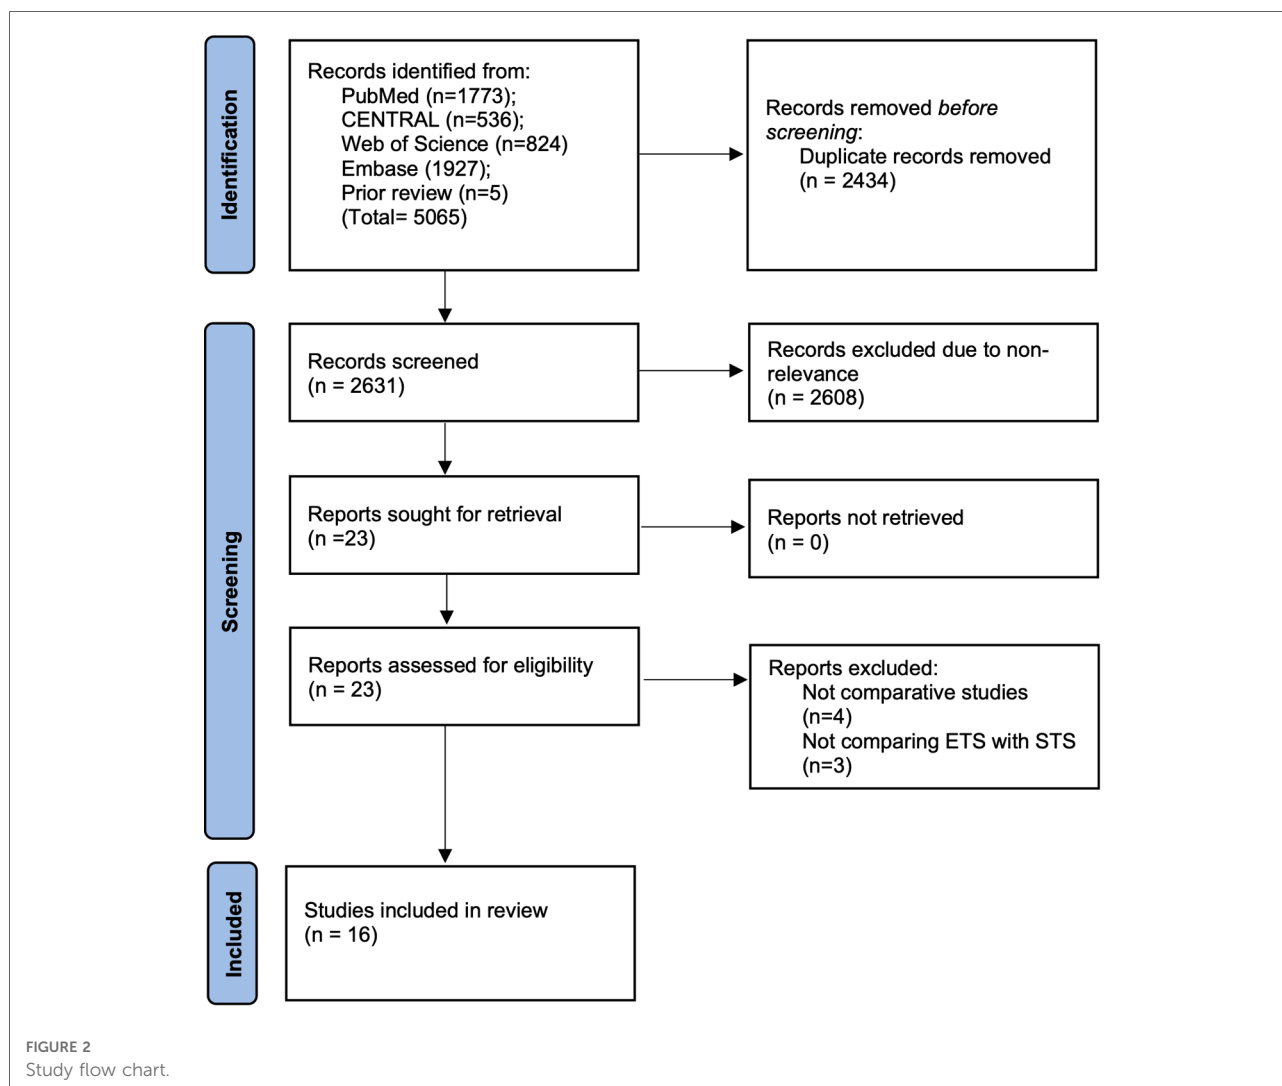 Identification
Records identified from:
PubMed (n=1773);
CENTRAL (n=536);
Web of Science (n=824)
Embase (1927);
Prior review (n=5)
(Total= 5065)
Records removed before
screening:
Duplicate records removed
(n = 2434)
Screening
Records screened
(n = 2631)
Records excluded due to non-
relevance
(n = 2608)
Reports sought for retrieval
(n =23)
Reports not retrieved
(n = 0)
Reports assessed for eligibility
(n = 23)
Reports excluded:
Not comparative studies
(n=4)
Not comparing ETS with STS
(n=3)
Included
Studies included in review
(n = 16)
FIGURE 2
Study flow chart.